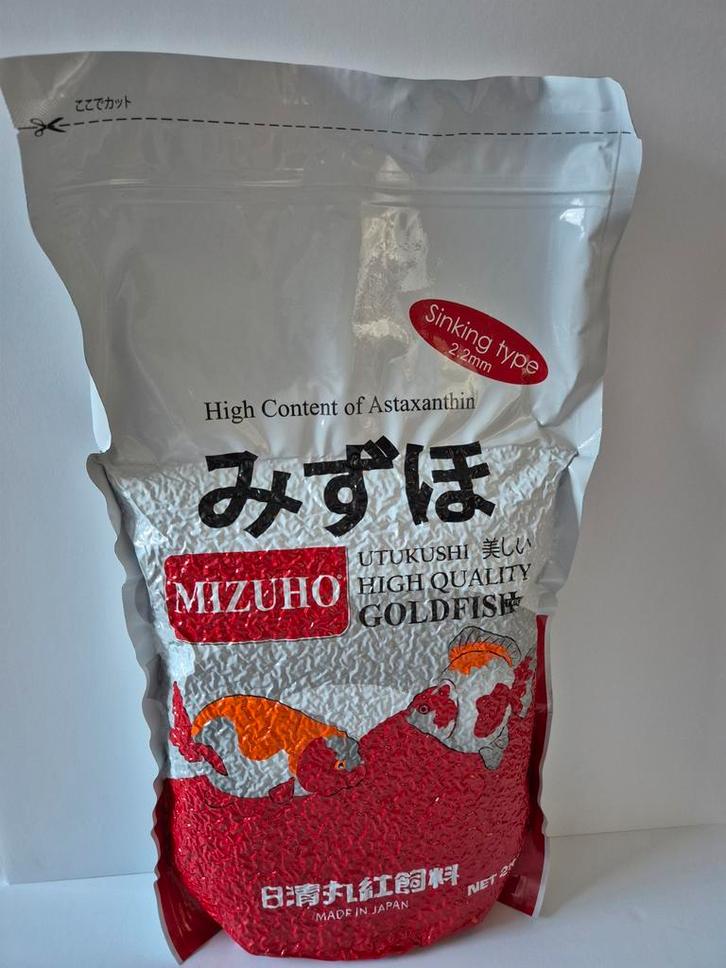 ここでカット
Sinking type
2.2mm
High Content of Astaxanthin
みずほ
MIZUHO
UTUKUSHI 美しい
HIGH QUALITY
GOLDFISH
日清丸紅飼料
MADE IN JAPAN
NET